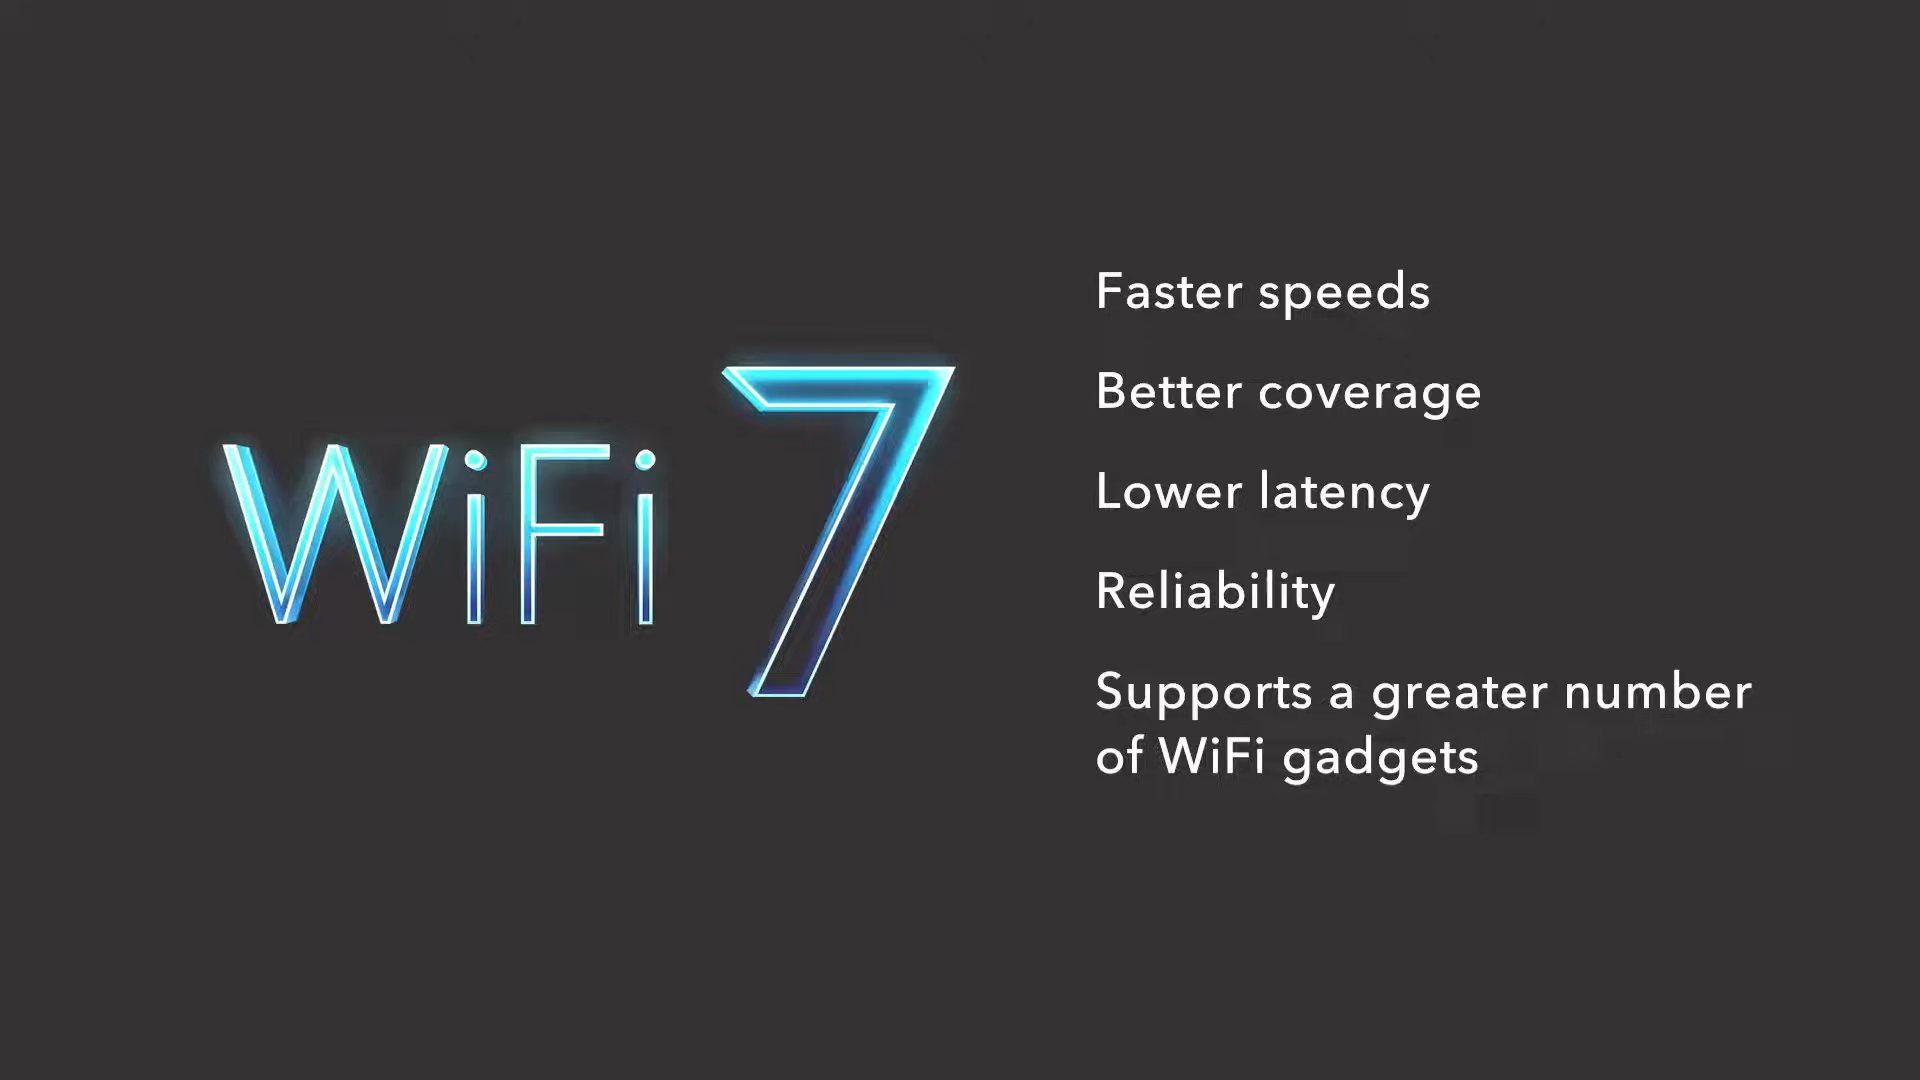 WiFi 7
Faster speeds
Better coverage
Lower latency
Reliability
Supports a greater number
of WiFi gadgets